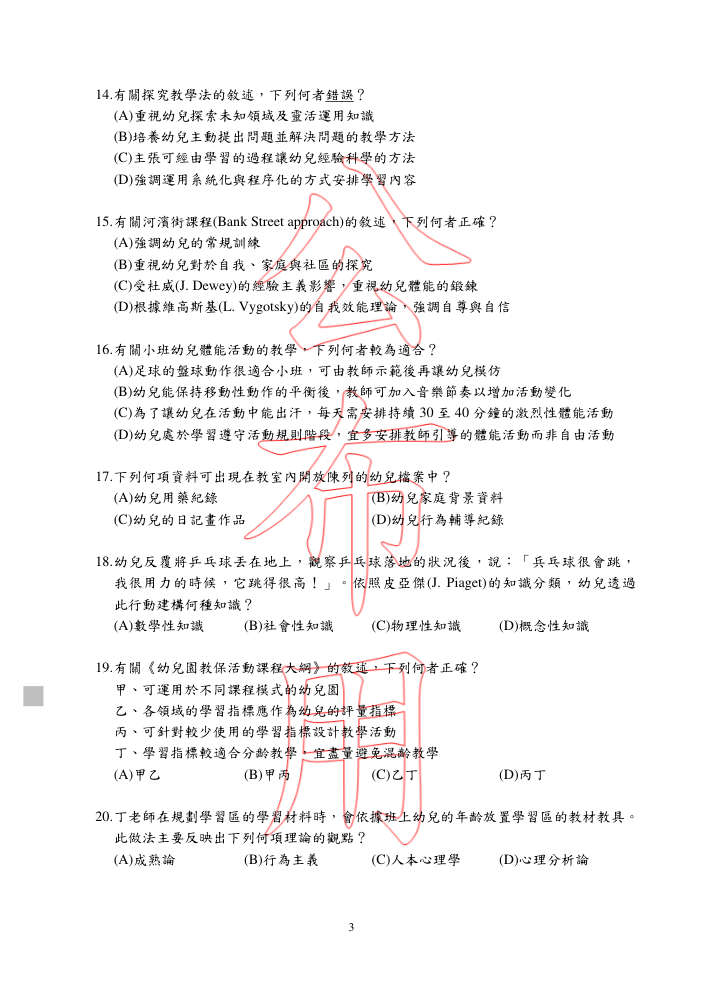 14.有關探究教學法的敘述，下列何者錯誤？
(A)重視幼兒探索未知領域及靈活運用知識
(B)培養幼兒主動提出問題並解決問題的教學方法
(C)主張可經由學習的過程讓幼兒經驗科學的方法
(D)強調運用系統化與程序化的方式安排學習內容
15.有關河濱街課程(Bank Street approach)的敘述，下列何者正確？
(A)強調幼兒的常規訓練
(B)重視幼兒對於自我、家庭與社區的探究
(C)受杜威(J. Dewey)的經驗主義影響，重視幼兒體能的鍛鍊
(D)根據維高斯基(L. Vygotsky)的自我效能理論，強調自尊與自信
16.有關小班幼兒體能活動的教學，下列何者較為適合？
(A)足球的盤球動作很適合小班，可由教師示範後再讓幼兒模仿
(B)幼兒能保持移動性動作的平衡後，教師可加入音樂節奏以增加活動變化
(C)為了讓幼兒在活動中能出汗，每天需安排持續 30 至 40 分鐘的激烈性體能活動
(D)幼兒處於學習遵守活動規則階段，宜多安排教師引導的體能活動而非自由活動
17.下列何項資料可出現在教室內開放陳列的幼兒檔案中？
(A)幼兒用藥紀錄 (B)幼兒家庭背景資料
(C)幼兒的日記畫作品 (D)幼兒行為輔導紀錄
18.幼兒反覆將乒乓球丟在地上，觀察乒乓球落地的狀況後，說：「乒乓球很會跳，
我很用力的時候，它跳得很高！」。依照皮亞傑(J. Piaget)的知識分類，幼兒透過
此行動建構何種知識？
(A)數學性知識 (B)社會性知識 (C)物理性知識 (D)概念性知識
19.有關《幼兒園教保活動課程大綱》的敘述，下列何者正確？
甲、可運用於不同課程模式的幼兒園
乙、各領域的學習指標應作為幼兒的評量指標
丙、可針對較少使用的學習指標設計教學活動
丁、學習指標較適合分齡教學，宜盡量避免混齡教學
(A)甲乙 (B)甲丙 (C)乙丁 (D)丙丁
20.丁老師在規劃學習區的學習材料時，會依據班上幼兒的年齡放置學習區的教材教具。
此做法主要反映出下列何項理論的觀點？
(A)成熟論 (B)行為主義 (C)人本心理學 (D)心理分析論
3
公
布
用